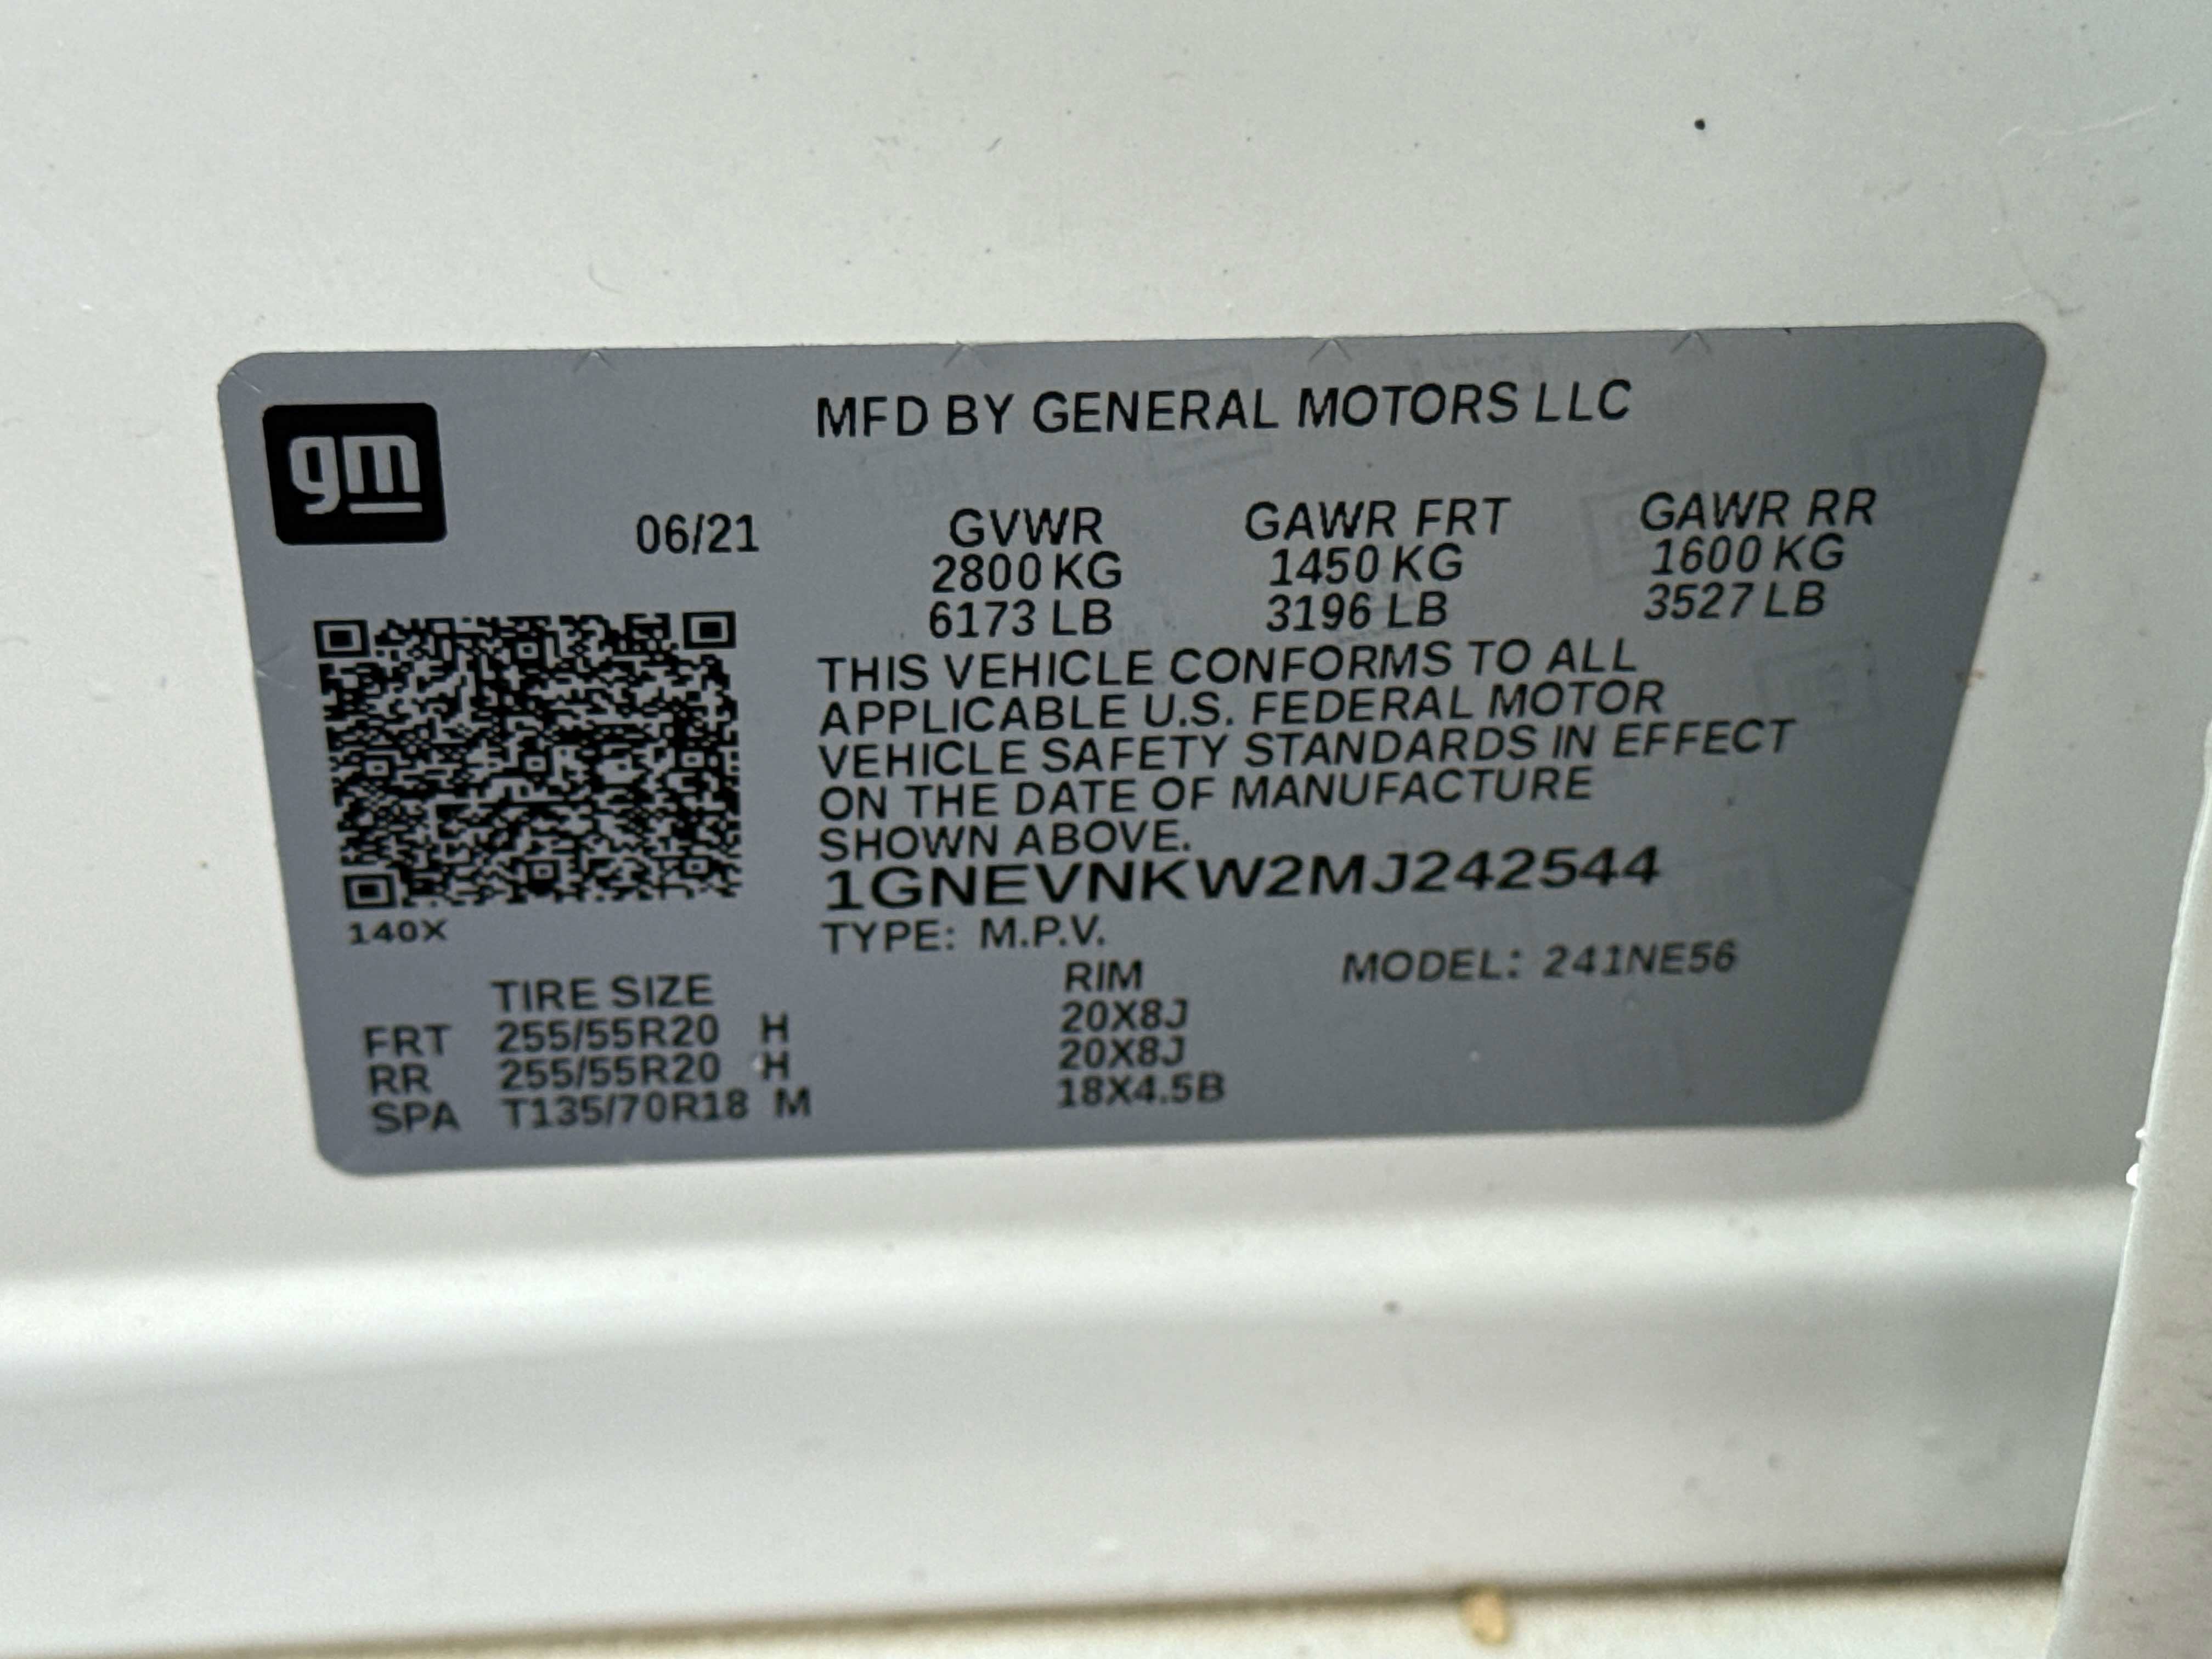 gm
MFD BY GENERAL MOTORS LLC
06/21 GVWR GAWR FRT GAWR RR
2800 KG 1450 KG 1600 KG
6173 LB 3196 LB 3527 LB
THIS VEHICLE CONFORMS TO ALL
APPLICABLE U.S. FEDERAL MOTOR
VEHICLE SAFETY STANDARDS IN EFFECT
ON THE DATE OF MANUFACTURE
SHOWN ABOVE.
1GNEVNKW2MJ242544
140X
TYPE: M.P.V. MODEL: 241NE56
TIRE SIZE RIM
FRT 255/55R20 H 20X8J
RR 255/55R20 H 20X8J
SPA T135/70R18 M 18X4.5B